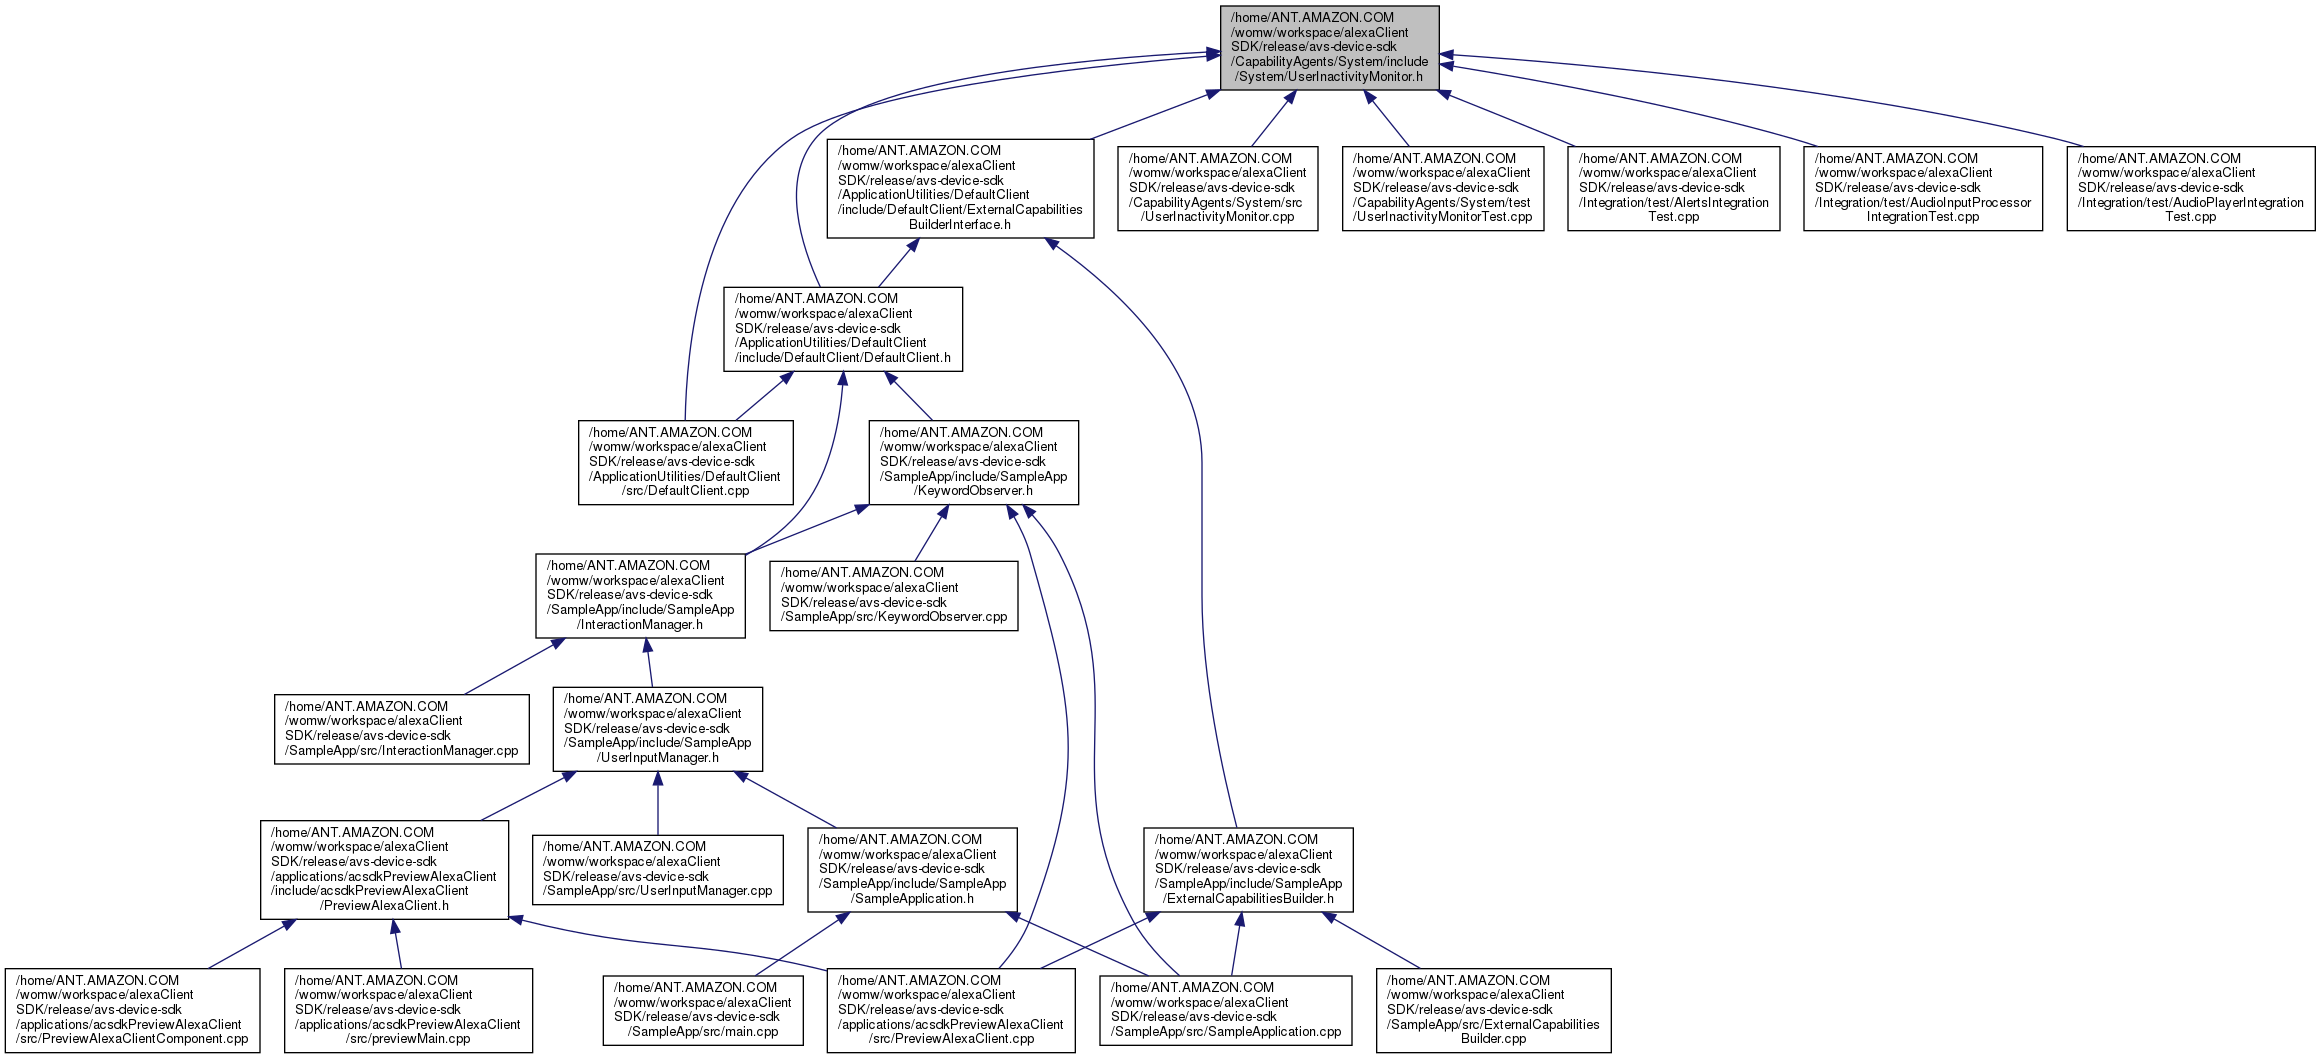 /home/ANT.AMAZON.COM
/womw/workspace/alexaClient
SDK/release/avs-device-sdk
/CapabilityAgents/System/include
/System/UserInactivityMonitor.h
/home/ANT.AMAZON.COM
/womw/workspace/alexaClient
SDK/release/avs-device-sdk
/ApplicationUtilities/DefaultClient
/include/DefaultClient/ExternalCapabilities
BuilderInterface.h
/home/ANT.AMAZON.COM
/womw/workspace/alexaClient
SDK/release/avs-device-sdk
/CapabilityAgents/System/src
/UserInactivityMonitor.cpp
/home/ANT.AMAZON.COM
/womw/workspace/alexaClient
SDK/release/avs-device-sdk
/CapabilityAgents/System/test
/UserInactivityMonitorTest.cpp
/home/ANT.AMAZON.COM
/womw/workspace/alexaClient
SDK/release/avs-device-sdk
/Integration/test/AlertsIntegration
Test.cpp
/home/ANT.AMAZON.COM
/womw/workspace/alexaClient
SDK/release/avs-device-sdk
/Integration/test/AudioInputProcessor
IntegrationTest.cpp
/home/ANT.AMAZON.COM
/womw/workspace/alexaClient
SDK/release/avs-device-sdk
/Integration/test/AudioPlayerIntegration
Test.cpp
/home/ANT.AMAZON.COM
/womw/workspace/alexaClient
SDK/release/avs-device-sdk
/ApplicationUtilities/DefaultClient
/include/DefaultClient/DefaultClient.h
/home/ANT.AMAZON.COM
/womw/workspace/alexaClient
SDK/release/avs-device-sdk
/ApplicationUtilities/DefaultClient
/src/DefaultClient.cpp
/home/ANT.AMAZON.COM
/womw/workspace/alexaClient
SDK/release/avs-device-sdk
/SampleApp/include/SampleApp
/KeywordObserver.h
/home/ANT.AMAZON.COM
/womw/workspace/alexaClient
SDK/release/avs-device-sdk
/SampleApp/include/SampleApp
/InteractionManager.h
/home/ANT.AMAZON.COM
/womw/workspace/alexaClient
SDK/release/avs-device-sdk
/SampleApp/src/KeywordObserver.cpp
/home/ANT.AMAZON.COM
/womw/workspace/alexaClient
SDK/release/avs-device-sdk
/SampleApp/src/InteractionManager.cpp
/home/ANT.AMAZON.COM
/womw/workspace/alexaClient
SDK/release/avs-device-sdk
/SampleApp/include/SampleApp
/UserInputManager.h
/home/ANT.AMAZON.COM
/womw/workspace/alexaClient
SDK/release/avs-device-sdk
/applications/acsdkPreviewAlexaClient
/include/acsdkPreviewAlexaClient
/PreviewAlexaClient.h
/home/ANT.AMAZON.COM
/womw/workspace/alexaClient
SDK/release/avs-device-sdk
/SampleApp/src/UserInputManager.cpp
/home/ANT.AMAZON.COM
/womw/workspace/alexaClient
SDK/release/avs-device-sdk
/SampleApp/include/SampleApp
/SampleApplication.h
/home/ANT.AMAZON.COM
/womw/workspace/alexaClient
SDK/release/avs-device-sdk
/SampleApp/include/SampleApp
/ExternalCapabilitiesBuilder.h
/home/ANT.AMAZON.COM
/womw/workspace/alexaClient
SDK/release/avs-device-sdk
/applications/acsdkPreviewAlexaClient
/src/PreviewAlexaClientComponent.cpp
/home/ANT.AMAZON.COM
/womw/workspace/alexaClient
SDK/release/avs-device-sdk
/applications/acsdkPreviewAlexaClient
/src/previewMain.cpp
/home/ANT.AMAZON.COM
/womw/workspace/alexaClient
SDK/release/avs-device-sdk
/SampleApp/src/main.cpp
/home/ANT.AMAZON.COM
/womw/workspace/alexaClient
SDK/release/avs-device-sdk
/applications/acsdkPreviewAlexaClient
/src/PreviewAlexaClient.cpp
/home/ANT.AMAZON.COM
/womw/workspace/alexaClient
SDK/release/avs-device-sdk
/SampleApp/src/SampleApplication.cpp
/home/ANT.AMAZON.COM
/womw/workspace/alexaClient
SDK/release/avs-device-sdk
/SampleApp/src/ExternalCapabilities
Builder.cpp